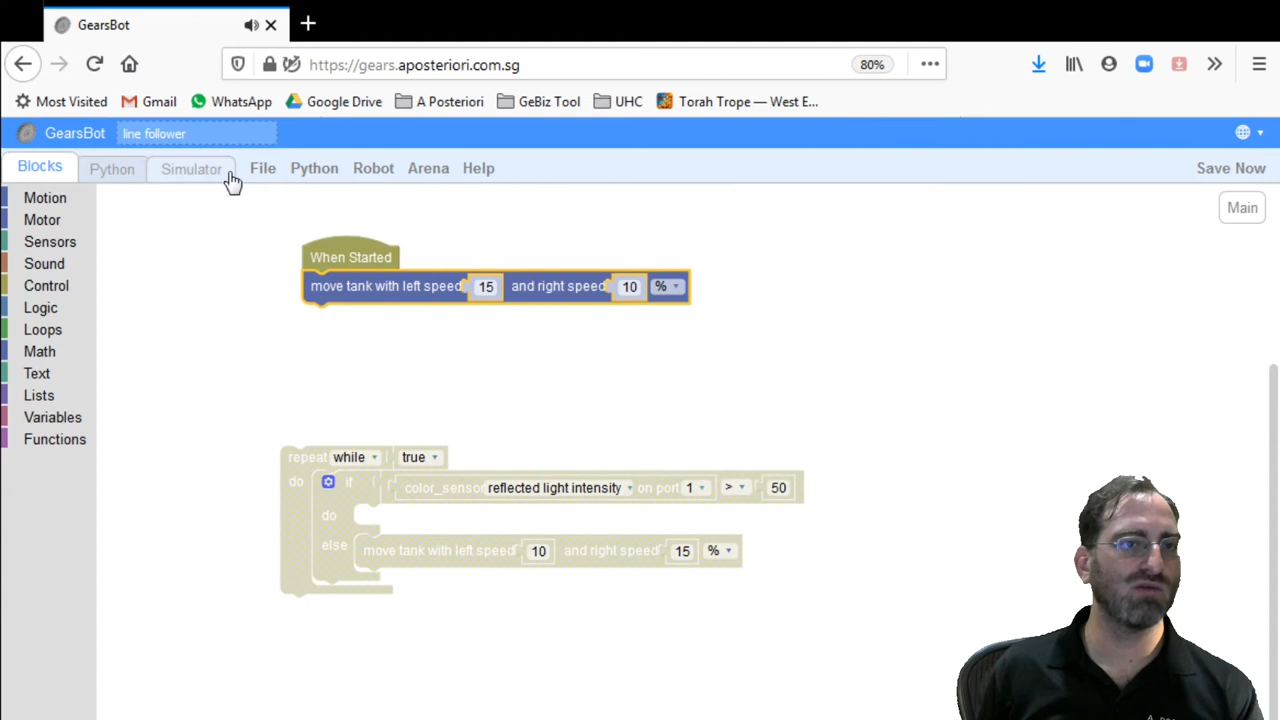 GearsBot
https://gears.aposteriori.com.sg
80%
Most Visited Gmail WhatsApp Google Drive A Posteriori GeBiz Tool UHC Torah Trope — West E...
GearsBot line follower
Blocks Python Simulator File Python Robot Arena Help Save Now
Motion
Motor
Sensors
Sound
Control
Logic
Loops
Math
Text
Lists
Variables
Functions
Main
When Started
move tank with left speed 15 and right speed 10 %
repeat while true
do if color_sensor reflected light intensity on port 1 > 50
do
else move tank with left speed 10 and right speed 15 %